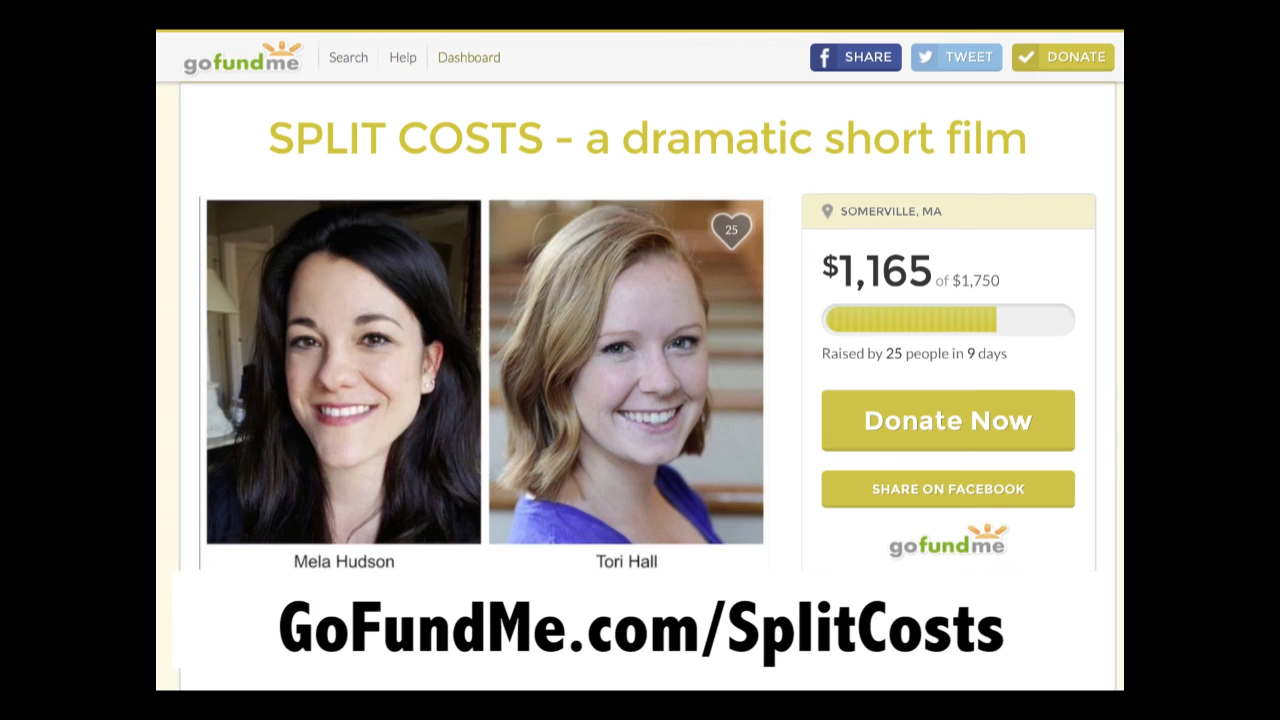 gofundme Search Help Dashboard f SHARE TWEET DONATE
SPLIT COSTS - a dramatic short film
25
Mela Hudson Tori Hall
SOMERVILLE, MA
$1,165 of $1,750
Raised by 25 people in 9 days
Donate Now
SHARE ON FACEBOOK
gofundme
GoFundMe.com/SplitCosts